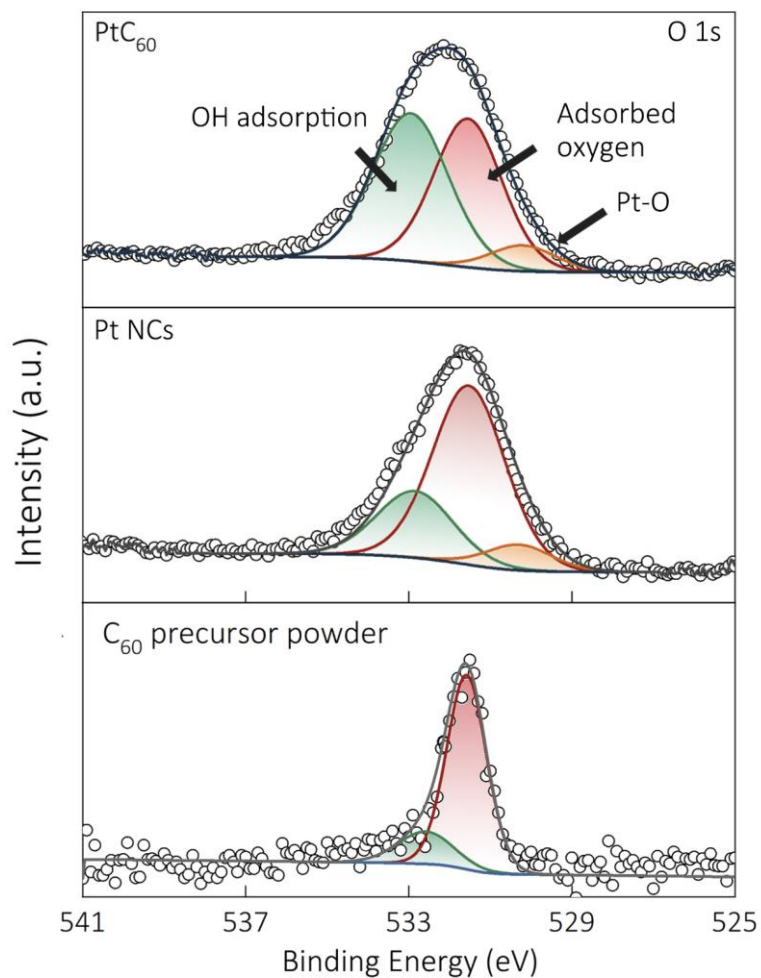 PtC₆₀
O 1s
OH adsorption
Adsorbed
oxygen
Pt-O
Pt NCs
C₆₀ precursor powder
Intensity (a.u.)
541 537 533 529 525
Binding Energy (eV)